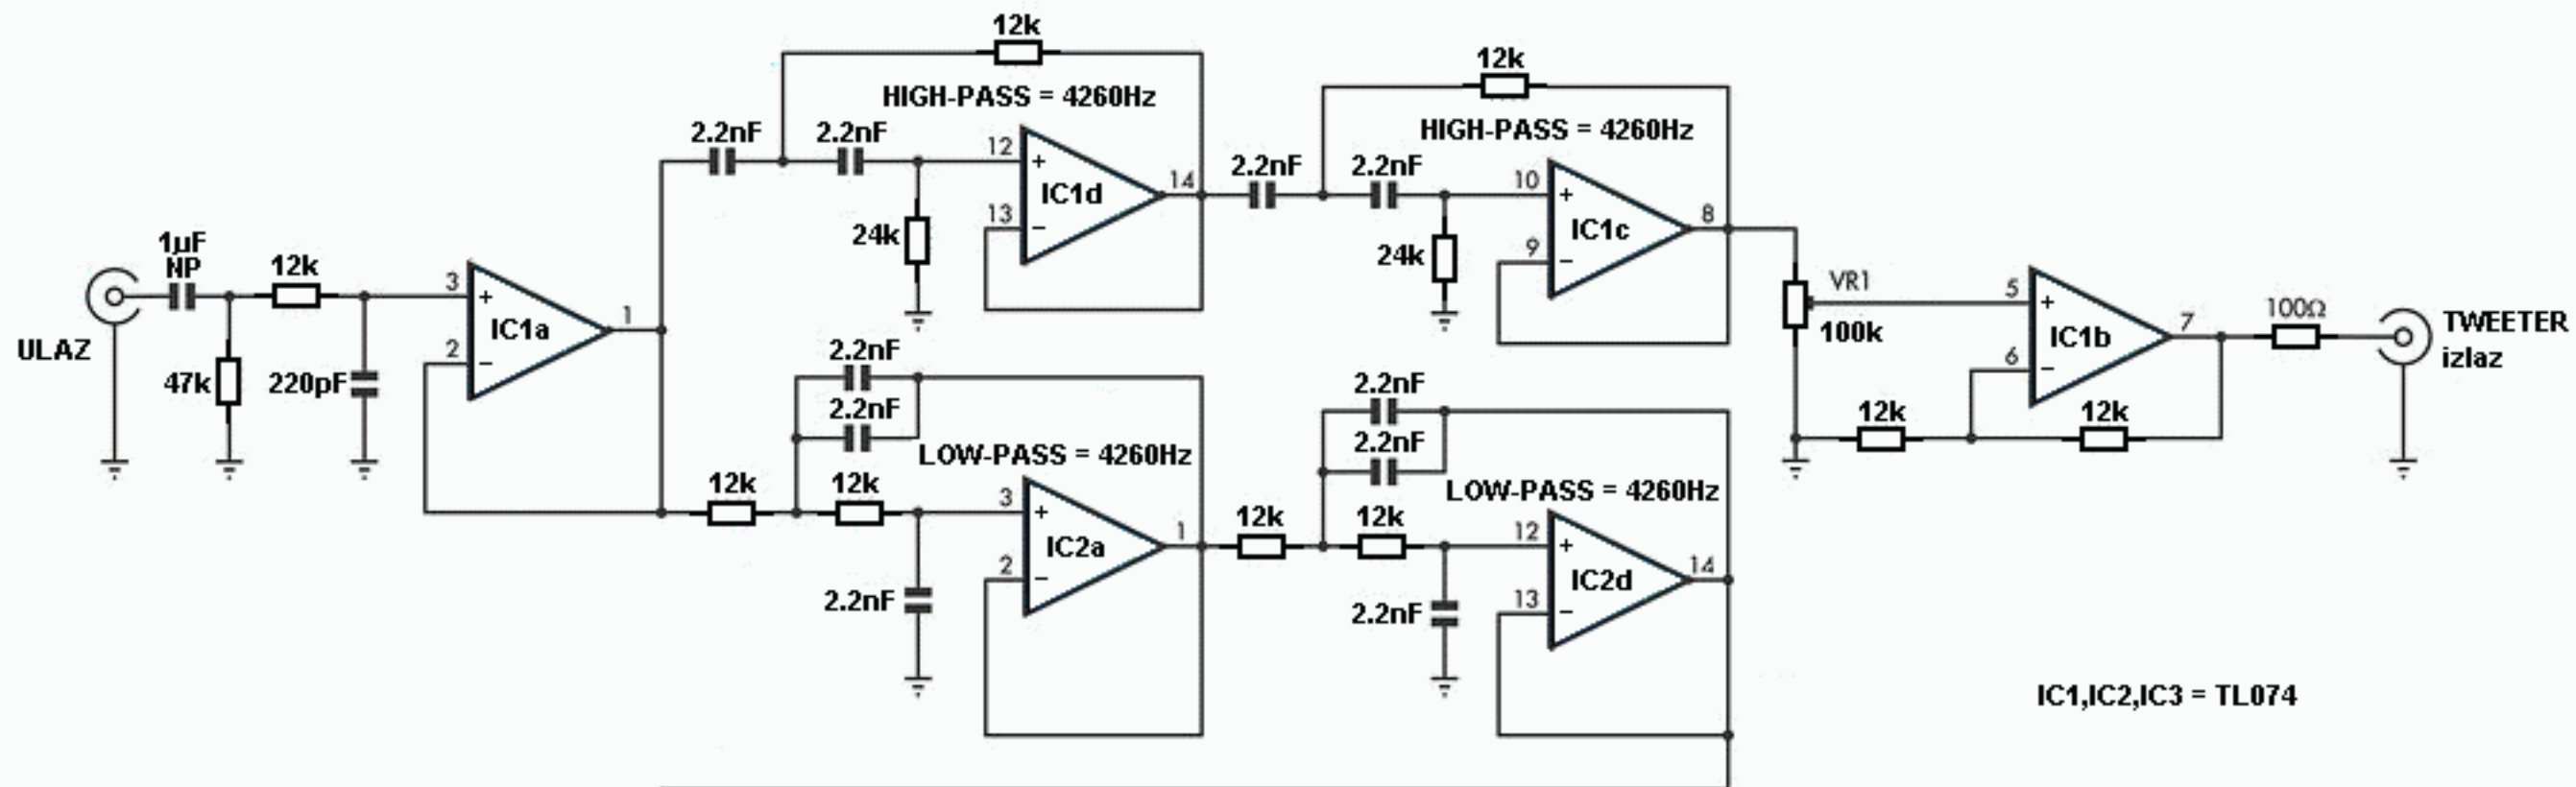 12k
12k
HIGH-PASS = 4260Hz
HIGH-PASS = 4260Hz
2.2nF
2.2nF
12
+
IC1d
14
13
−
24k
2.2nF
2.2nF
10
+
IC1c
8
9
−
24k
1µF
NP
12k
3
+
IC1a
1
2
−
ULAZ
47k
220pF
VR1
100k
5
+
IC1b
7
6
−
100Ω
TWEETER
izlaz
12k
12k
2.2nF
2.2nF
LOW-PASS = 4260Hz
12k
12k
3
+
IC2a
1
2
−
2.2nF
2.2nF
2.2nF
LOW-PASS = 4260Hz
12k
12k
12
+
IC2d
14
13
−
2.2nF
IC1,IC2,IC3 = TL074